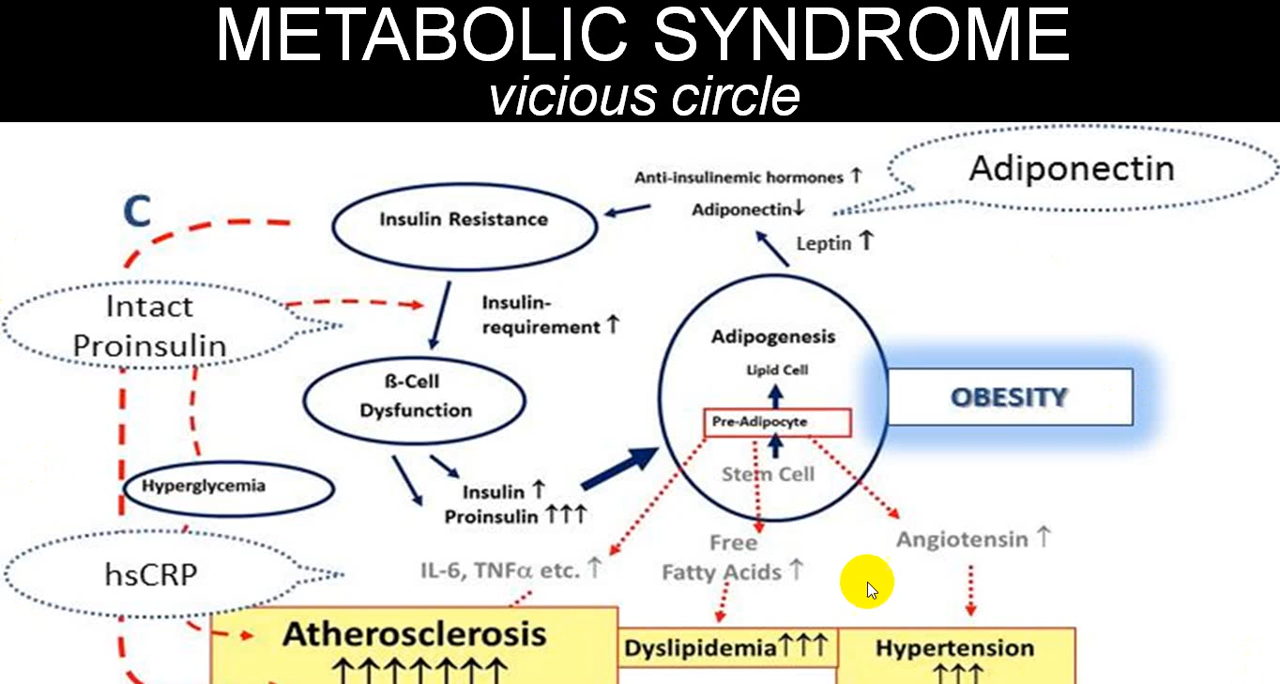 METABOLIC SYNDROME
vicious circle
Adiponectin
Anti-insulinemic hormones ↑
Adiponectin↓
Leptin ↑
C
Insulin Resistance
Intact
Proinsulin
Insulin-
requirement ↑
Adipogenesis
Lipid Cell
Pre-Adipocyte
Stem Cell
OBESITY
ß-Cell
Dysfunction
Hyperglycemia
Insulin ↑
Proinsulin ↑↑↑
hsCRP
IL-6, TNFα etc. ↑
Free
Fatty Acids ↑
Angiotensin ↑
Atherosclerosis
↑↑↑↑↑↑↑
Dyslipidemia↑↑↑
Hypertension
↑↑↑